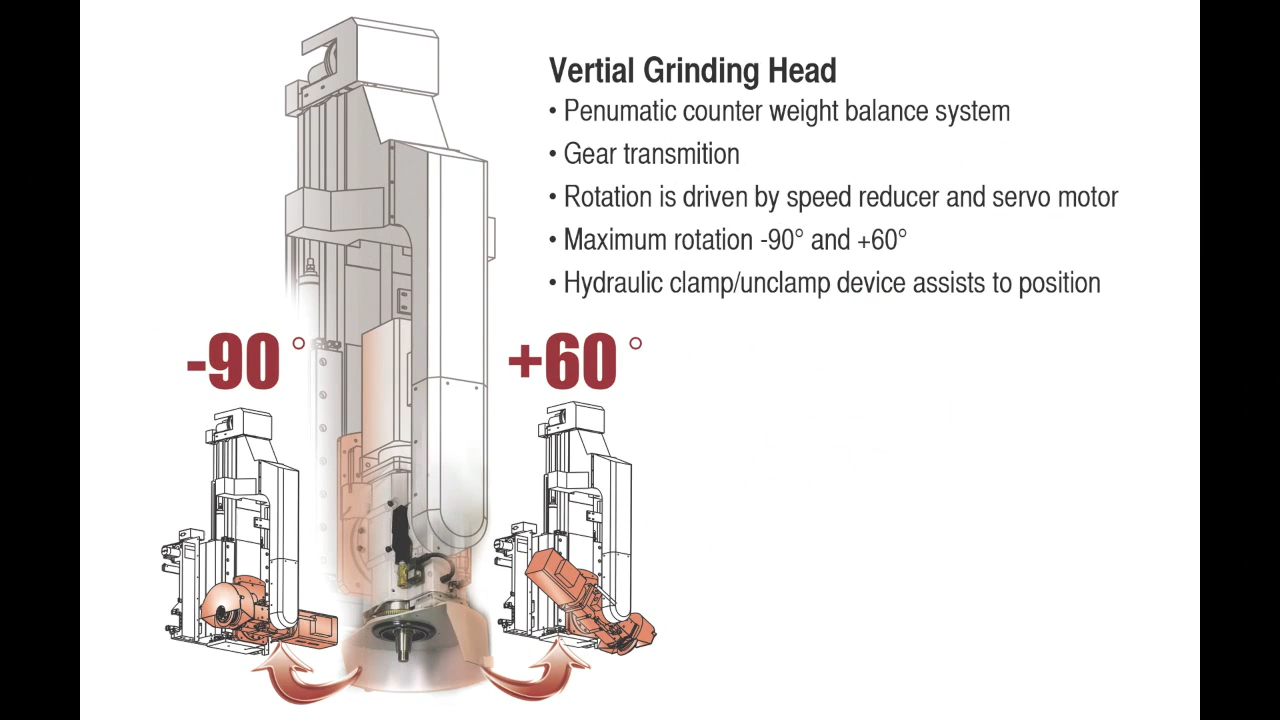 Vertial Grinding Head
• Penumatic counter weight balance system
• Gear transmition
• Rotation is driven by speed reducer and servo motor
• Maximum rotation -90° and +60°
• Hydraulic clamp/unclamp device assists to position
-90°
+60°